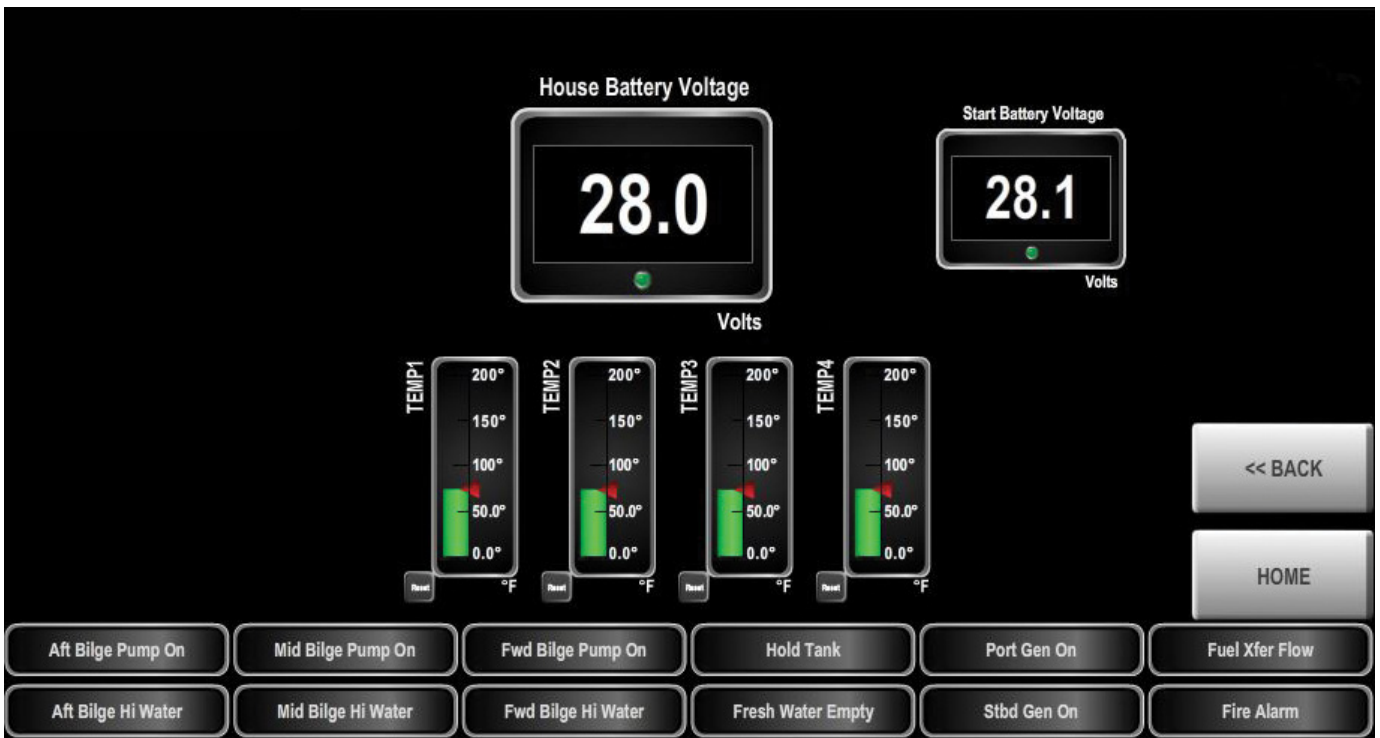 House Battery Voltage
Start Battery Voltage
28.0
28.1
Volts
Volts
TEMP1
200°
150°
100°
50.0°
0.0°
Reset
°F
TEMP2
200°
150°
100°
50.0°
0.0°
Reset
°F
TEMP3
200°
150°
100°
50.0°
0.0°
Reset
°F
TEMP4
200°
150°
100°
50.0°
0.0°
Reset
°F
<< BACK
HOME
Aft Bilge Pump On
Mid Bilge Pump On
Fwd Bilge Pump On
Hold Tank
Port Gen On
Fuel Xfer Flow
Aft Bilge Hi Water
Mid Bilge Hi Water
Fwd Bilge Hi Water
Fresh Water Empty
Stbd Gen On
Fire Alarm